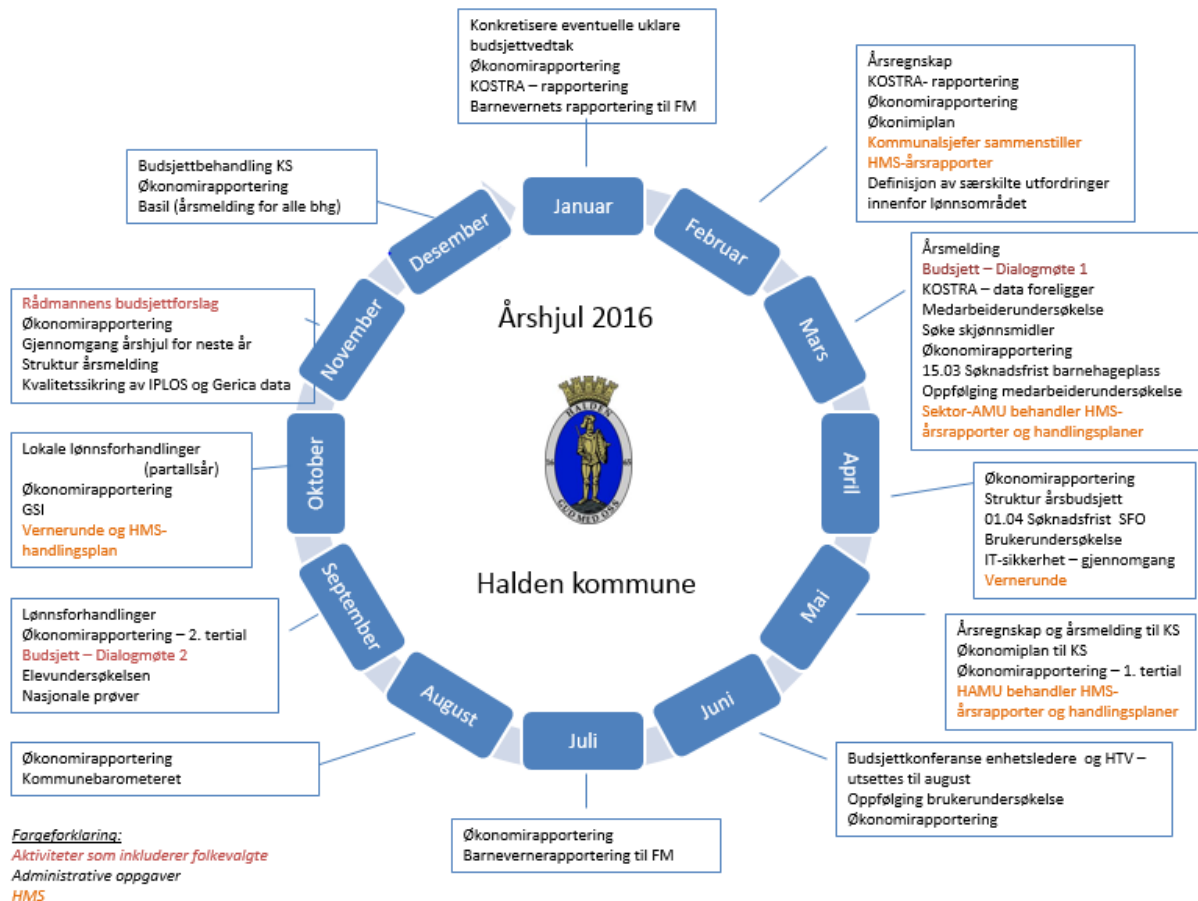 Konkretisere eventuelle uklare
budsjettvedtak
Økonomirapportering
KOSTRA – rapportering
Barnevernets rapportering til FM
Årsregnskap
KOSTRA- rapportering
Økonomirapportering
Økonimiplan
Kommunalsjefer sammenstiller
HMS-årsrapporter
Definisjon av særskilte utfordringer
innenfor lønnsområdet
Budsjettbehandling KS
Økonomirapportering
Basil (årsmelding for alle bhg)
Januar
Februar
Mars
April
Mai
Juni
Juli
August
September
Oktober
November
Desember
Årshjul 2016
HALDEN
16 65
GUD MED OSS
Halden kommune
Årsmelding
Budsjett – Dialogmøte 1
KOSTRA – data foreligger
Medarbeiderundersøkelse
Søke skjønnsmidler
Økonomirapportering
15.03 Søknadsfrist barnehageplass
Oppfølging medarbeiderundersøkelse
Sektor-AMU behandler HMS-
årsrapporter og handlingsplaner
Rådmannens budsjettforslag
Økonomirapportering
Gjennomgang årshjul for neste år
Struktur årsmelding
Kvalitetssikring av IPLOS og Gerica data
Lokale lønnsforhandlinger
(partallsår)
Økonomirapportering
GSI
Vernerunde og HMS-
handlingsplan
Økonomirapportering
Struktur årsbudsjett
01.04 Søknadsfrist SFO
Brukerundersøkelse
IT-sikkerhet – gjennomgang
Vernerunde
Lønnsforhandlinger
Økonomirapportering – 2. tertial
Budsjett – Dialogmøte 2
Elevundersøkelsen
Nasjonale prøver
Årsregnskap og årsmelding til KS
Økonomiplan til KS
Økonomirapportering – 1. tertial
HAMU behandler HMS-
årsrapporter og handlingsplaner
Økonomirapportering
Kommunebarometeret
Budsjettkonferanse enhetsledere og HTV –
utsettes til august
Oppfølging brukerundersøkelse
Økonomirapportering
Økonomirapportering
Barnevernerapportering til FM
Fargeforklaring:
Aktiviteter som inkluderer folkevalgte
Administrative oppgaver
HMS